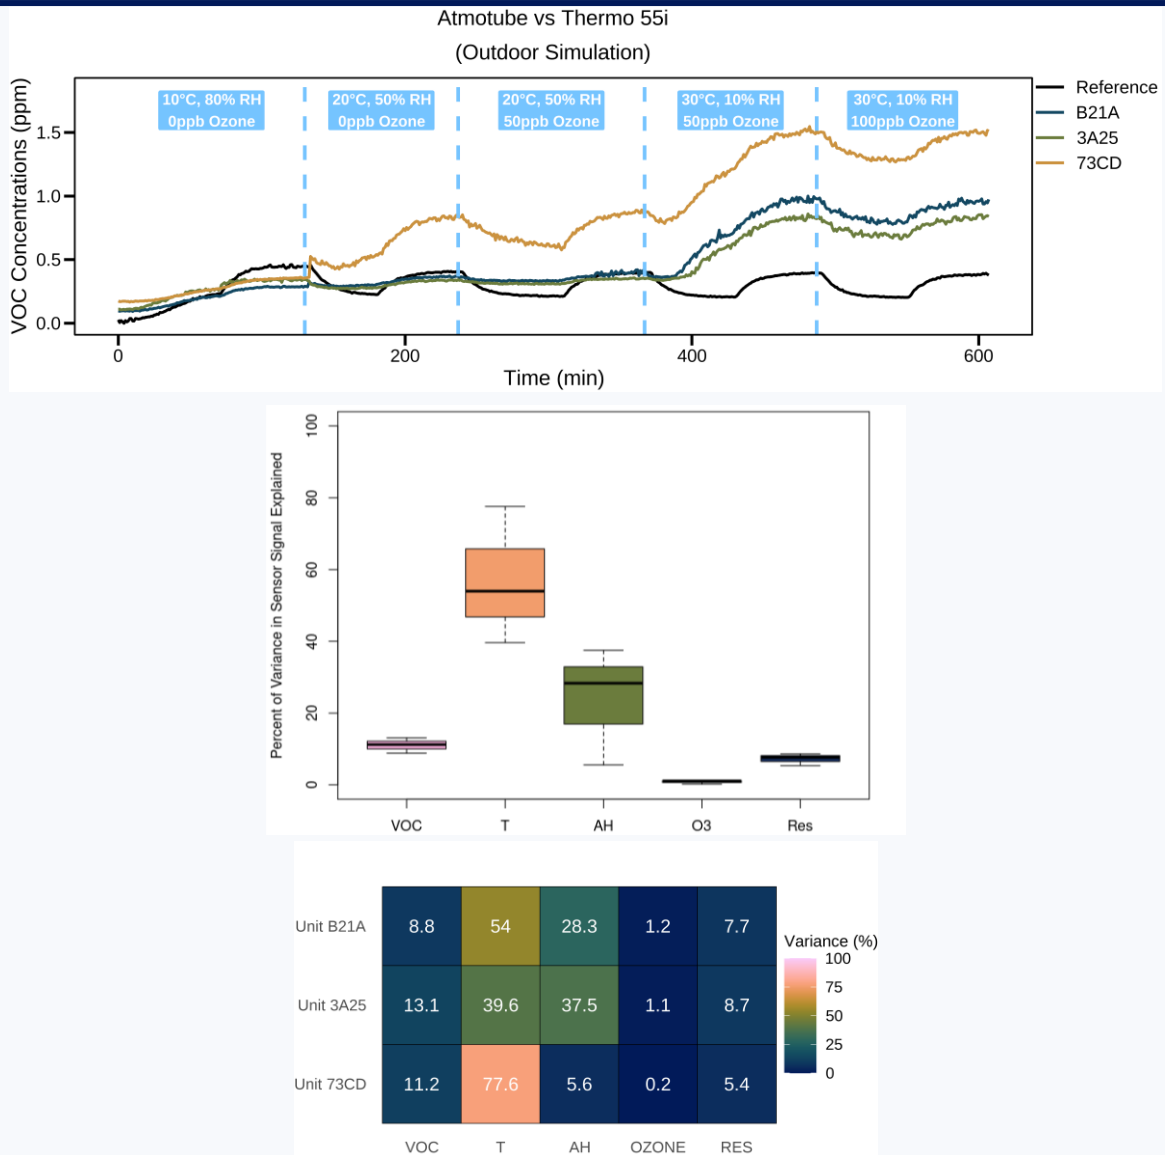 Atmotube vs Thermo 55i
(Outdoor Simulation)
VOC Concentrations (ppm)
1.5
1.0
0.5
0.0
10°C, 80% RH
0ppb Ozone
20°C, 50% RH
0ppb Ozone
20°C, 50% RH
50ppb Ozone
30°C, 10% RH
50ppb Ozone
30°C, 10% RH
100ppb Ozone
Reference
B21A
3A25
73CD
0 200 400 600
Time (min)
Percent of Variance in Sensor Signal Explained
100
80
60
40
20
0
VOC T AH O3 Res
Unit B21A 8.8 54 28.3 1.2 7.7
Unit 3A25 13.1 39.6 37.5 1.1 8.7
Unit 73CD 11.2 77.6 5.6 0.2 5.4
VOC T AH OZONE RES
Variance (%)
100
75
50
25
0